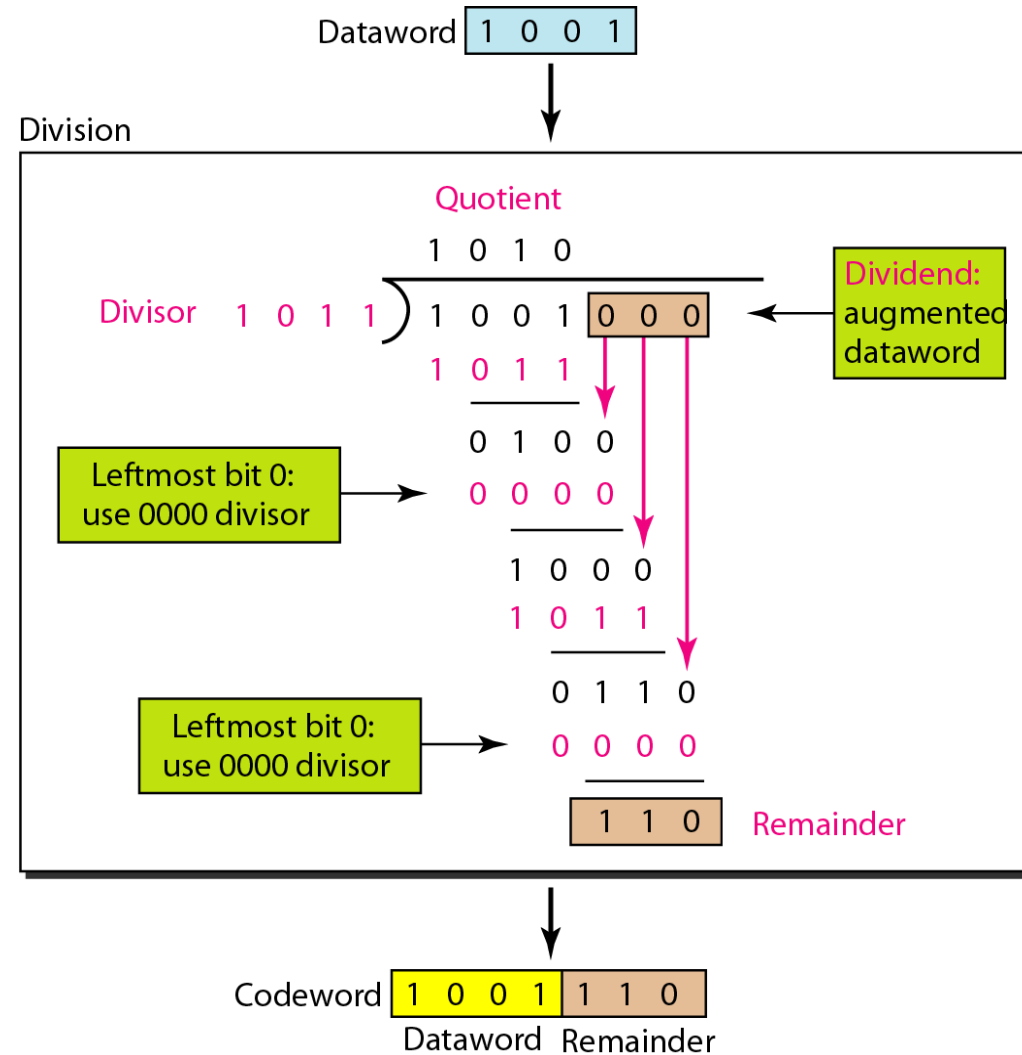 Dataword 1 0 0 1
Division
Quotient
1 0 1 0
Divisor 1 0 1 1 1 0 0 1 0 0 0
Dividend:
augmented
dataword
1 0 1 1
0 1 0 0
Leftmost bit 0:
use 0000 divisor
0 0 0 0
1 0 0 0
1 0 1 1
0 1 1 0
Leftmost bit 0:
use 0000 divisor
0 0 0 0
1 1 0 Remainder
Codeword 1 0 0 1 1 1 0
Dataword Remainder